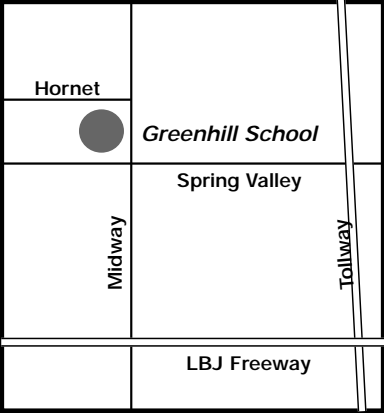 Hornet
Greenhill School
Spring Valley
Midway
Tollway
LBJ Freeway